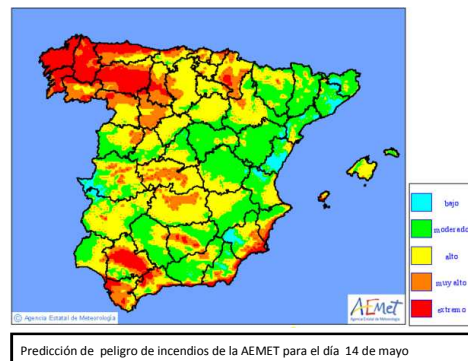 bajo
moderado
alto
muy alto
extremo
© Agencia Estatal de Meteorología
AEMet
Agencia Estatal de Meteorología
Predicción de peligro de incendios de la AEMET para el día 14 de mayo